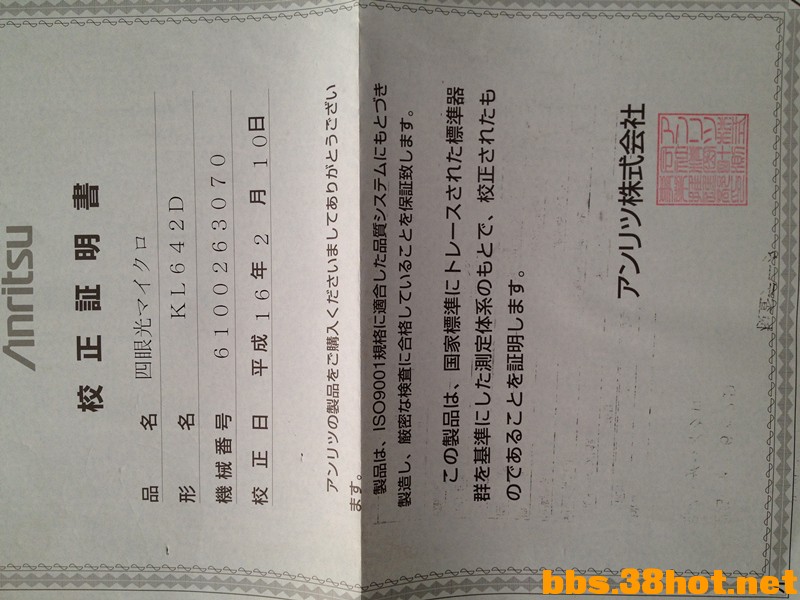 Anritsu
校正証明書
品名 四眼光マイクロ
形名 KL642D
機械番号 6100263070
校正日 平成16年2月10日
アンリツの製品をご購入くださいましてありがとうござい
ます。
製品は、ISO9001規格に適合した品質システムにもとづき
製造し、厳密な検査に合格していることを保証致します。
この製品は、国家標準にトレースされた標準器
群を基準にした測定体系のもとで、校正されたも
のであることを証明します。
アンリツ株式会社
bbs.38hot.net